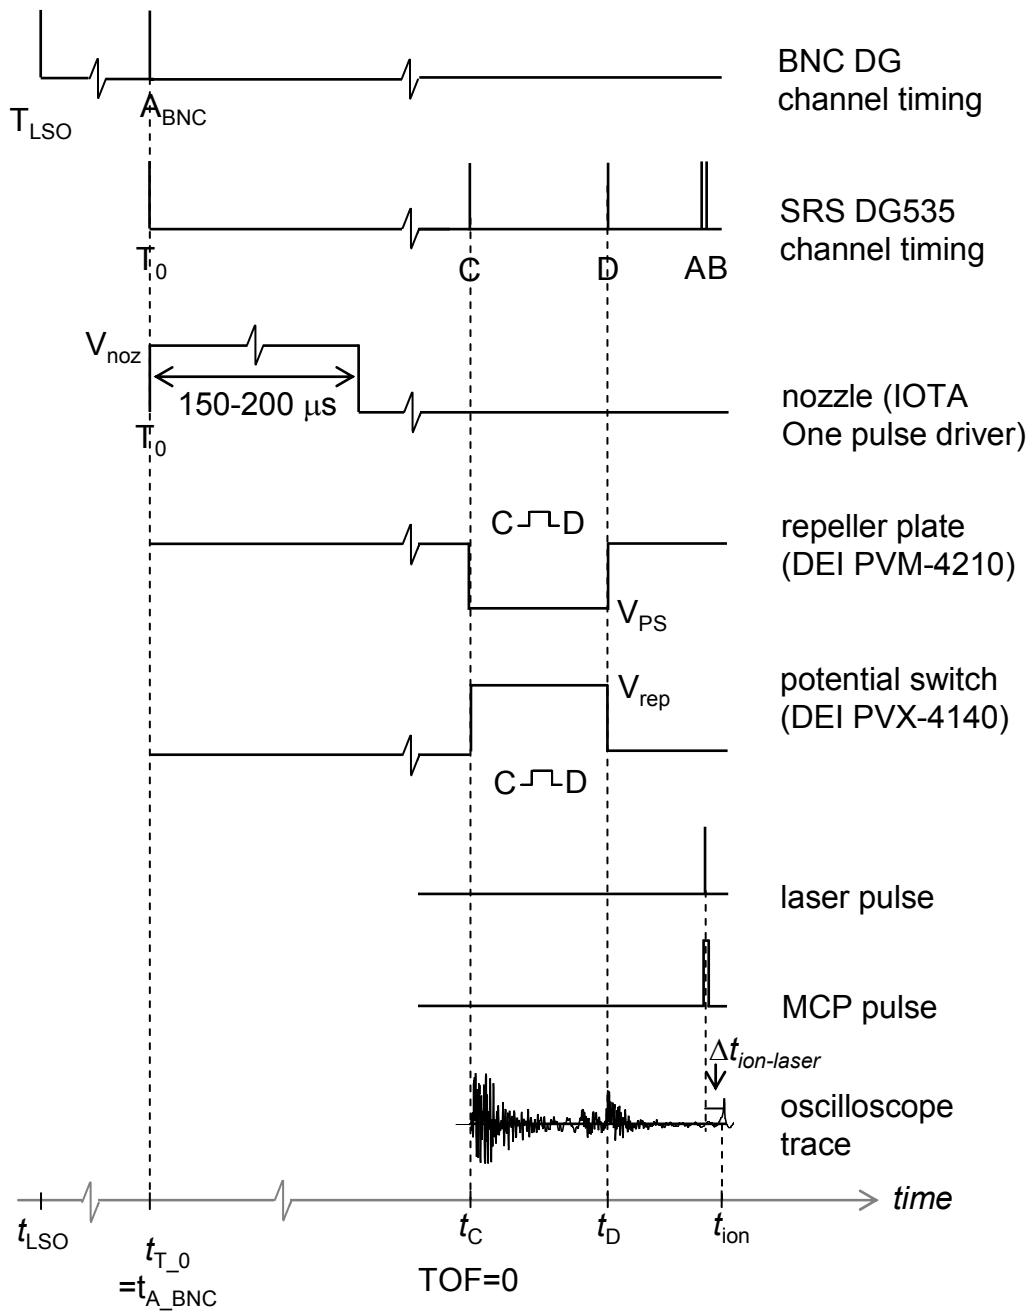 BNC DG
channel timing
T_LSO
A_BNC
SRS DG535
channel timing
T_0
C
D
AB
V_noz
150-200 μs
T_0
nozzle (IOTA
One pulse driver)
C D
repeller plate
(DEI PVM-4210)
V_PS
V_rep
potential switch
(DEI PVX-4140)
C D
laser pulse
MCP pulse
Δt_ion-laser
oscilloscope
trace
time
t_LSO
t_T_0
=t_A_BNC
t_C
t_D
t_ion
TOF=0